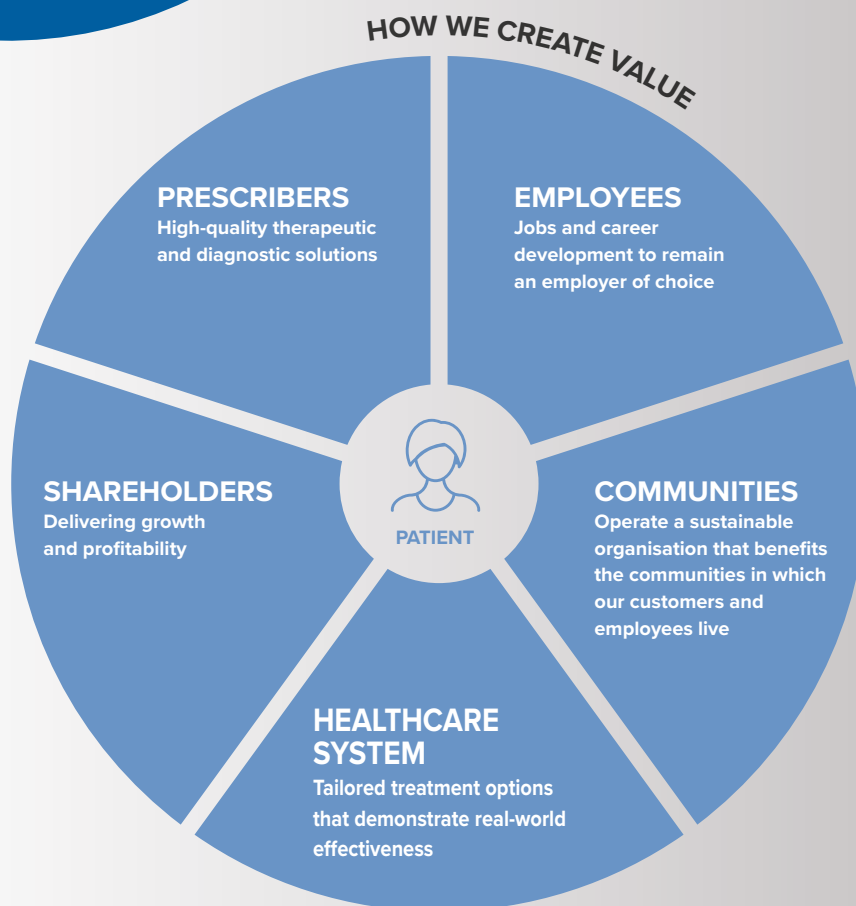 HOW WE CREATE VALUE
PRESCRIBERS
High-quality therapeutic
and diagnostic solutions
EMPLOYEES
Jobs and career
development to remain
an employer of choice
SHAREHOLDERS
Delivering growth
and profitability
PATIENT
COMMUNITIES
Operate a sustainable
organisation that benefits
the communities in which
our customers and
employees live
HEALTHCARE
SYSTEM
Tailored treatment options
that demonstrate real-world
effectiveness